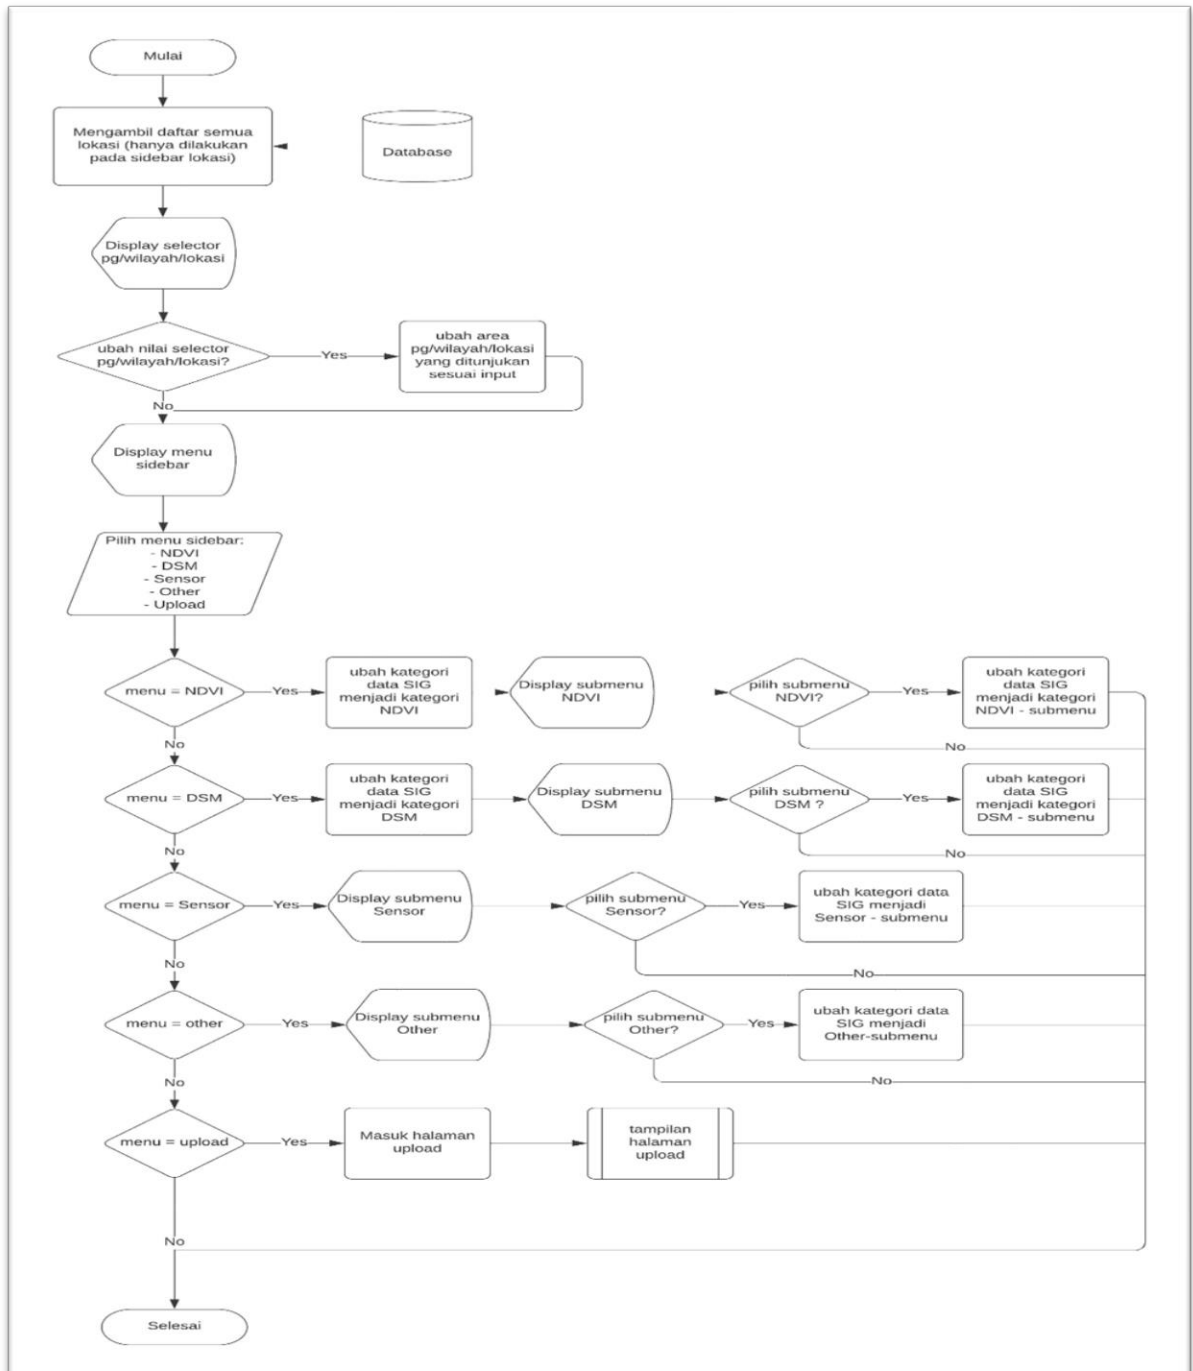 Mulai
Mengambil daftar semua
lokasi (hanya dilakukan
pada sidebar lokasi)
Database
Display selector
pg/wilayah/lokasi
ubah nilai selector
pg/wilayah/lokasi?
Yes
ubah area
pg/wilayah/lokasi
yang ditunjukan
sesuai input
No
Display menu
sidebar
Pilih menu sidebar:
- NDVI
- DSM
- Sensor
- Other
- Upload
menu = NDVI
Yes
ubah kategori
data SIG
menjadi kategori
NDVI
Display submenu
NDVI
pilih submenu
NDVI?
Yes
ubah kategori
data SIG
menjadi kategori
NDVI - submenu
No
No
menu = DSM
Yes
ubah kategori
data SIG
menjadi kategori
DSM
Display submenu
DSM
pilih submenu
DSM ?
Yes
ubah kategori
data SIG
menjadi kategori
DSM - submenu
No
No
menu = Sensor
Yes
Display submenu
Sensor
pilih submenu
Sensor?
Yes
ubah kategori data
SIG menjadi
Sensor - submenu
No
No
menu = other
Yes
Display submenu
Other
pilih submenu
Other?
Yes
ubah kategori data
SIG menjadi
Other-submenu
No
No
menu = upload
Yes
Masuk halaman
upload
tampilan
halaman
upload
No
Selesai